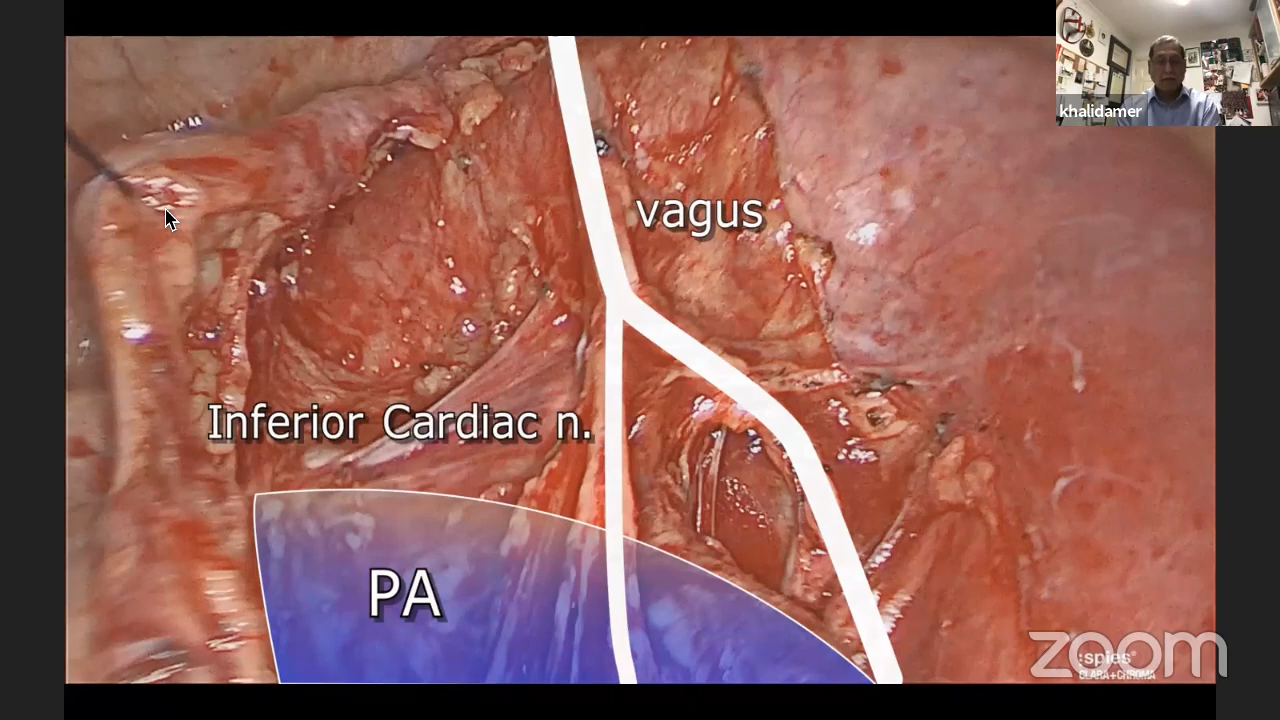 khalidamer
vagus
Inferior Cardiac n.
PA
zoom
:spies®
CLARA+CHROMA